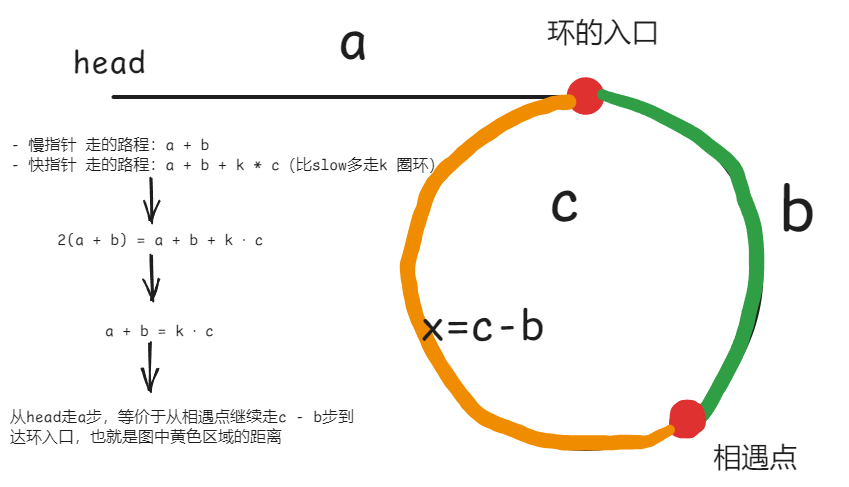 环的入口
a
head
- 慢指针 走的路程：a + b
- 快指针 走的路程：a + b + k * c（比slow多走k 圈环）
c
b
2(a + b) = a + b + k · c
a + b = k · c
x=c-b
从head走a步，等价于从相遇点继续走c - b步到
达环入口，也就是图中黄色区域的距离
相遇点